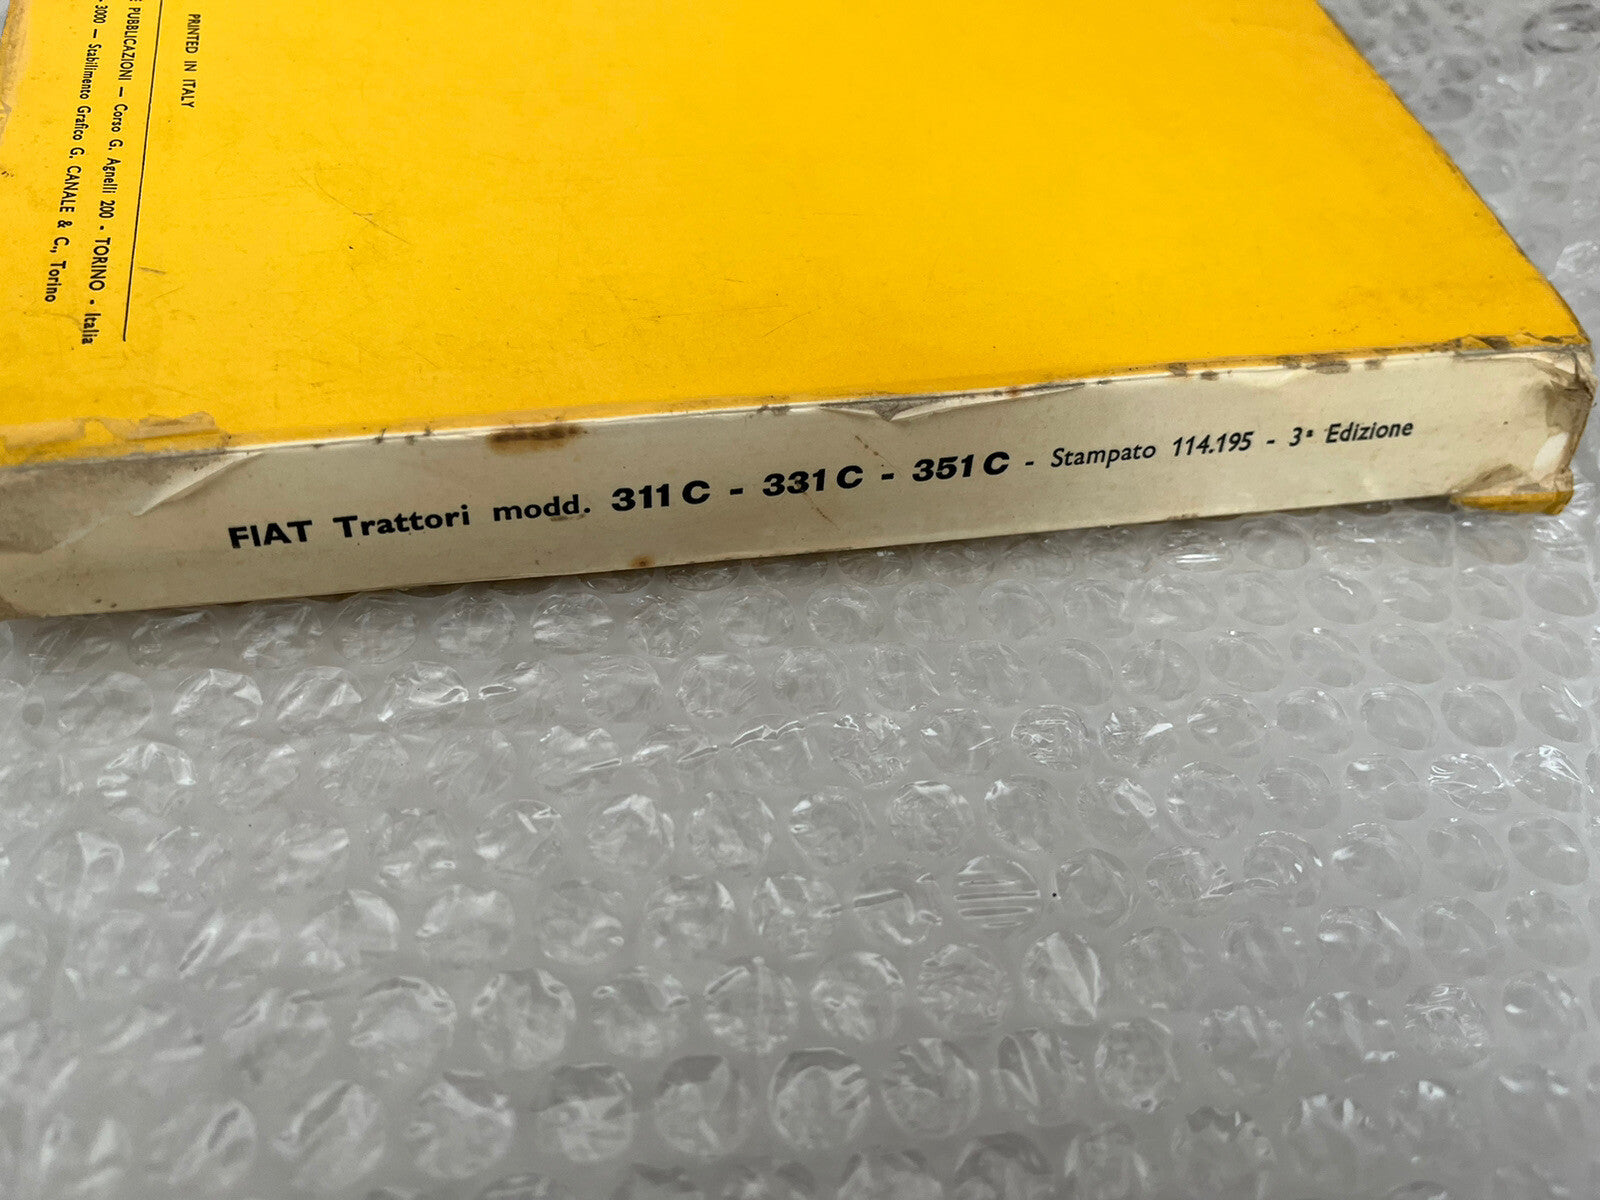 PRINTED IN ITALY
PUBBLICAZIONI — Corso G. Agnelli 200 - TORINO - Italia
3000 — Stabilimento Grafico G. CANALE & C., Torino
FIAT Trattori modd. 311 C - 331 C - 351 C - Stampato 114.195 - 3ª Edizione